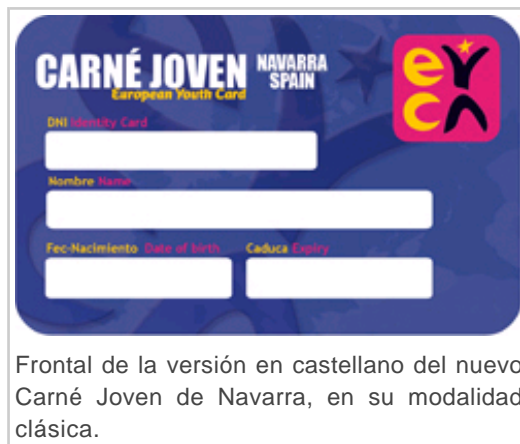 CARNÉ JOVEN NAVARRA SPAIN
European Youth Card
eYCA
DNI Identity Card
Nombre Name
Fec-Nacimiento Date of birth Caduca Expiry
Frontal de la versión en castellano del nuevo
Carné Joven de Navarra, en su modalidad
clásica.